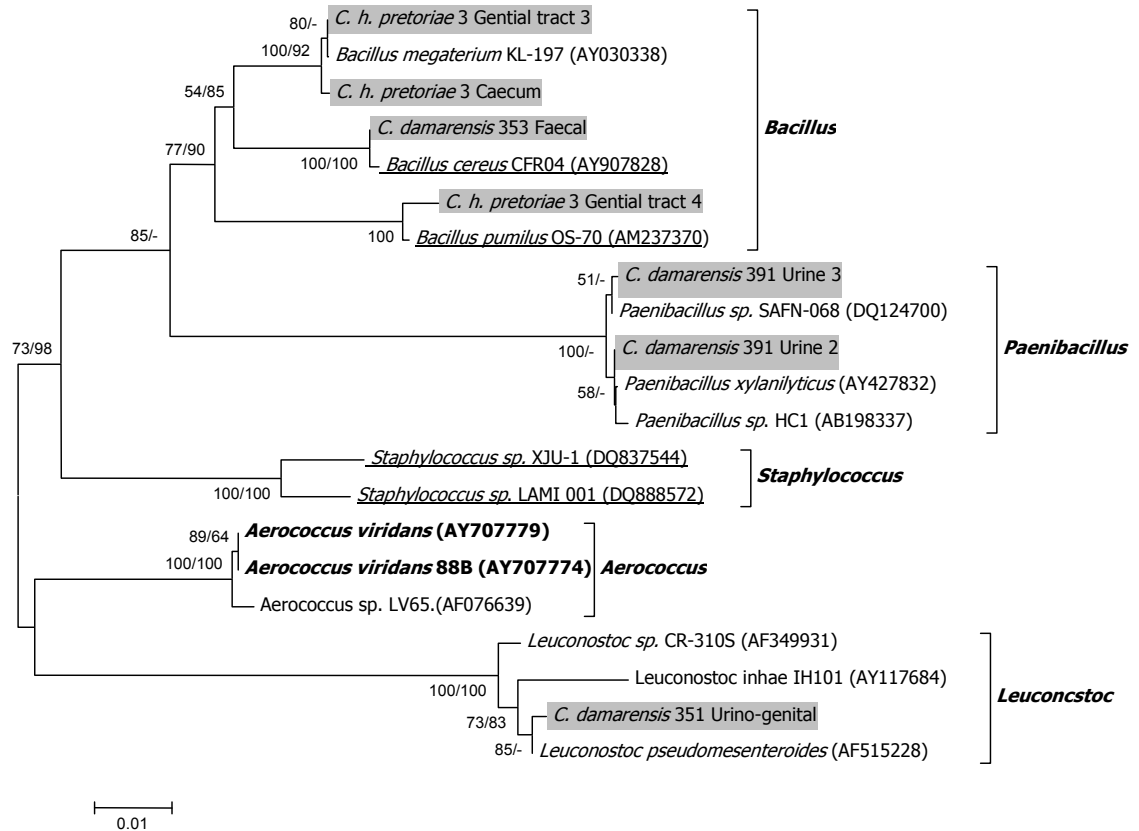 C. h. pretoriae 3 Gential tract 3
80/-
Bacillus megaterium KL-197 (AY030338)
100/92
C. h. pretoriae 3 Caecum
54/85
C. damarensis 353 Faecal
Bacillus
77/90
100/100
Bacillus cereus CFR04 (AY907828)
C. h. pretoriae 3 Gential tract 4
85/-
100
Bacillus pumilus OS-70 (AM237370)
C. damarensis 391 Urine 3
51/-
Paenibacillus sp. SAFN-068 (DQ124700)
73/98
100/-
C. damarensis 391 Urine 2
Paenibacillus
58/-
Paenibacillus xylanilyticus (AY427832)
Paenibacillus sp. HC1 (AB198337)
Staphylococcus sp. XJU-1 (DQ837544)
Staphylococcus
100/100
Staphylococcus sp. LAMI 001 (DQ888572)
Aerococcus viridans (AY707779)
89/64
100/100
Aerococcus viridans 88B (AY707774)
Aerococcus
Aerococcus sp. LV65.(AF076639)
Leuconostoc sp. CR-310S (AF349931)
100/100
Leuconostoc inhae IH101 (AY117684)
Leuconcstoc
73/83
C. damarensis 351 Urino-genital
85/-
Leuconostoc pseudomesenteroides (AF515228)
0.01